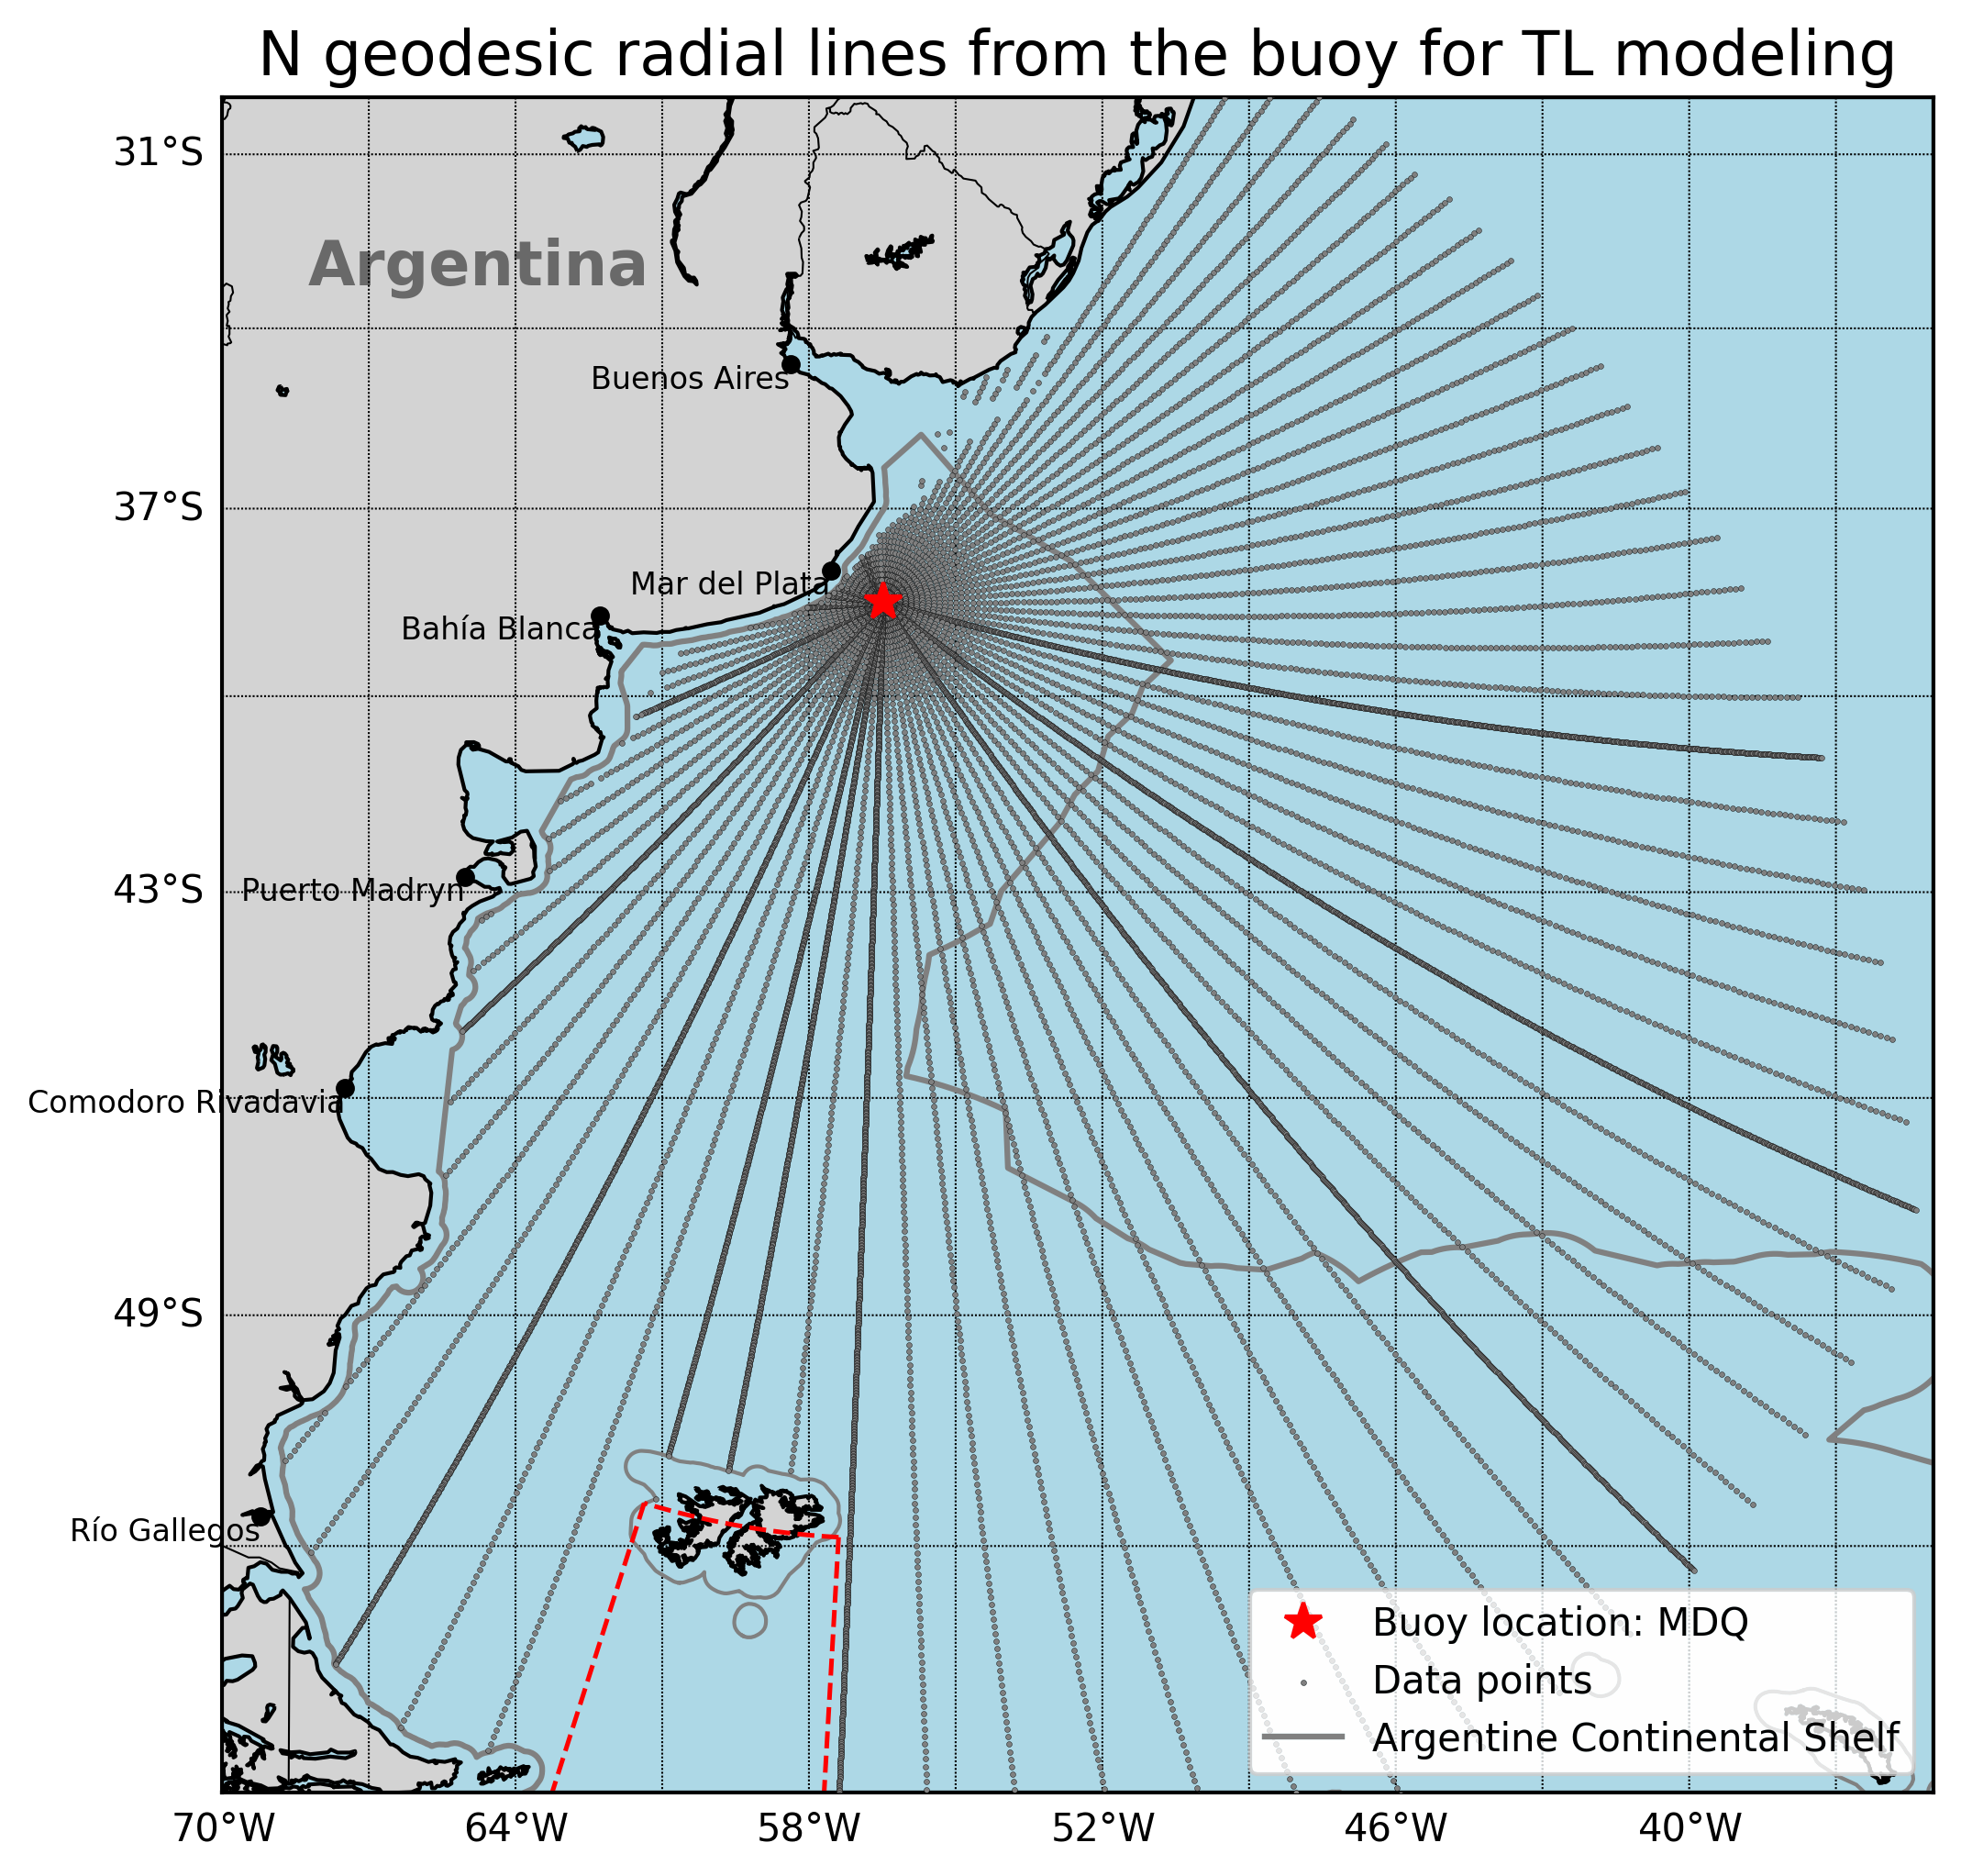 N geodesic radial lines from the buoy for TL modeling
31°S
Argentina
Buenos Aires
37°S
Mar del Plata
Bahía Blanca
43°S
Puerto Madryn
Comodoro Rivadavia
49°S
Río Gallegos
Buoy location: MDQ
Data points
Argentine Continental Shelf
70°W 64°W 58°W 52°W 46°W 40°W